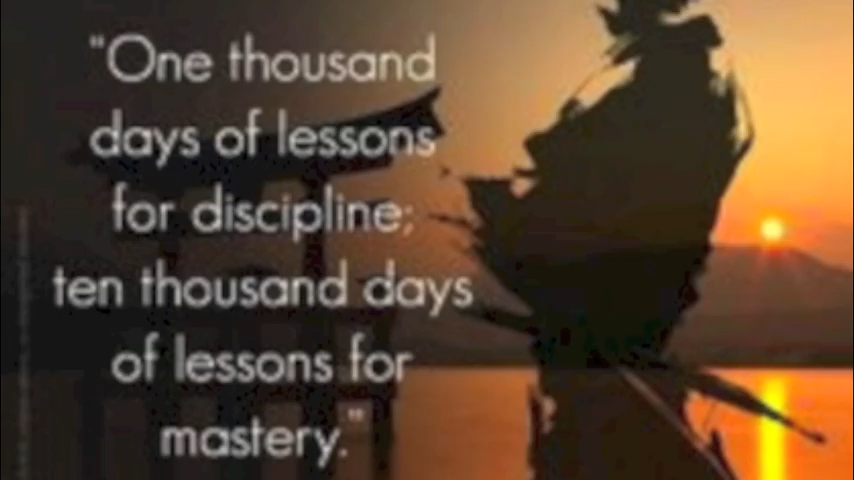 "One thousand
days of lessons
for discipline;
ten thousand days
of lessons for
mastery."